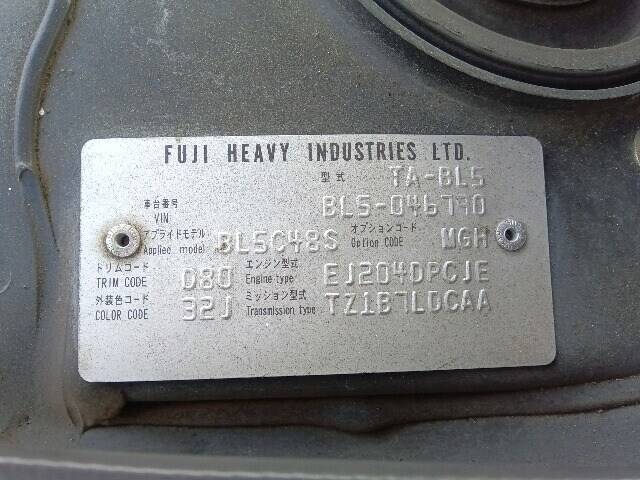 FUJI HEAVY INDUSTRIES LTD.
型式 TA-BL5
車台番号 VIN BL5-046790
アプライドモデル Applied model BL5C48S オプションコード Option CODE MGH
トリムコード TRIM CODE D80 エンジン型式 Engine type EJ204DPCJE
外装色コード COLOR CODE 32J ミッション型式 Transmission type TZ1B7LDCAA